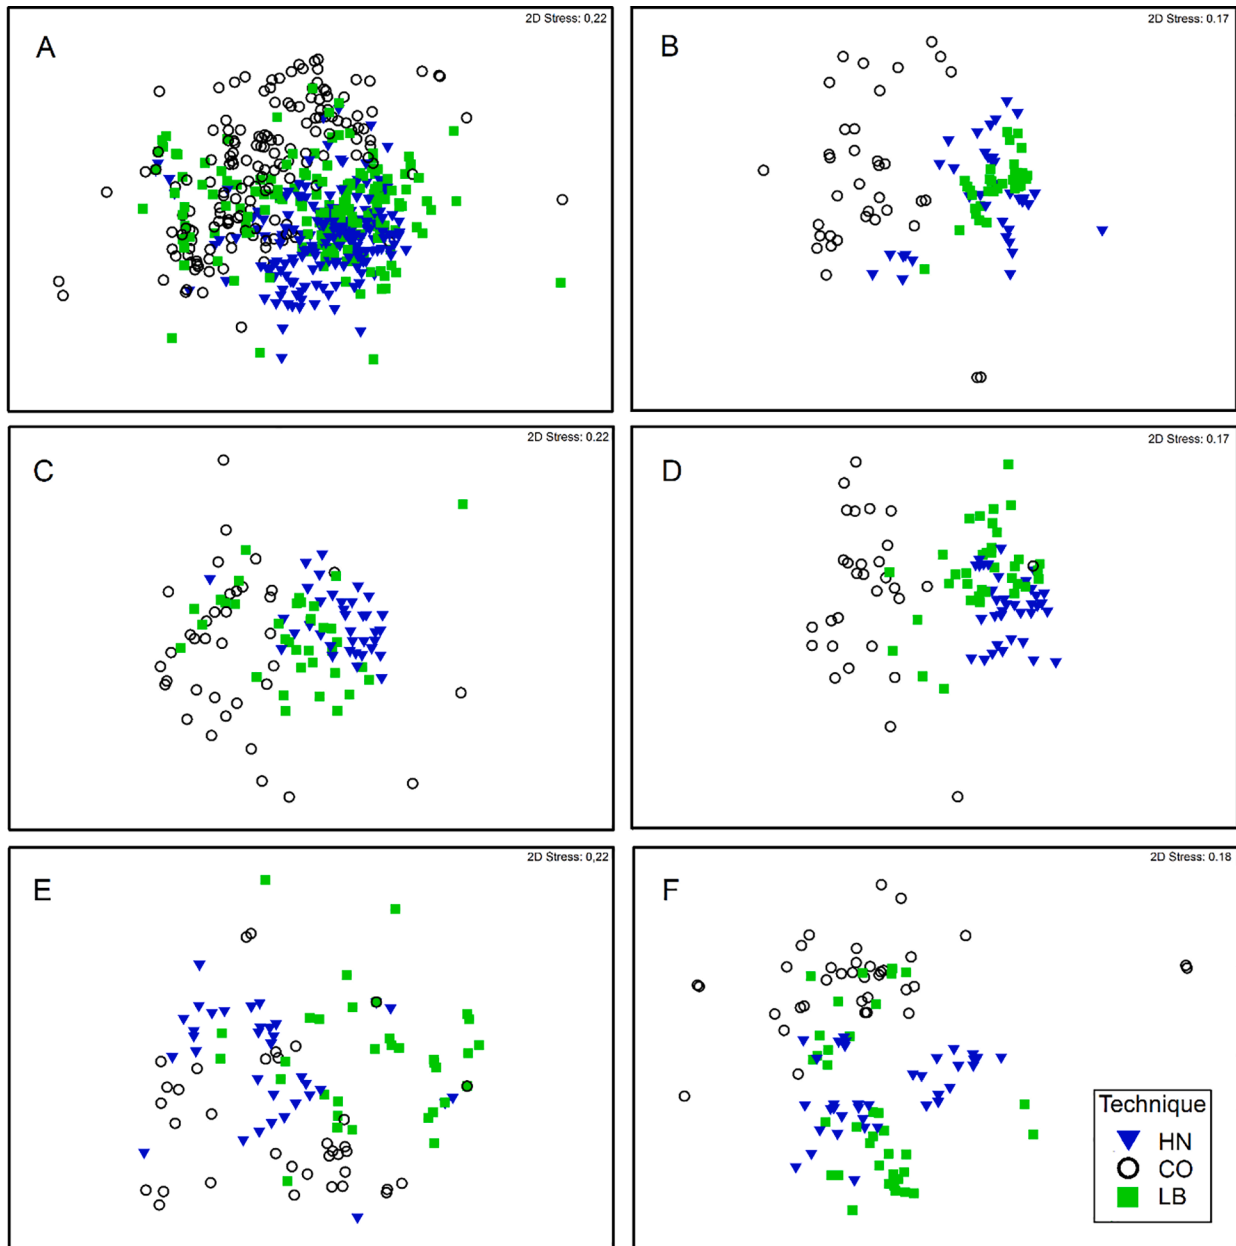 2D Stress: 0,22
A
2D Stress: 0.17
B
2D Stress: 0.22
C
2D Stress: 0.17
D
2D Stress: 0,22
E
2D Stress: 0.18
F
Technique
HN
CO
LB